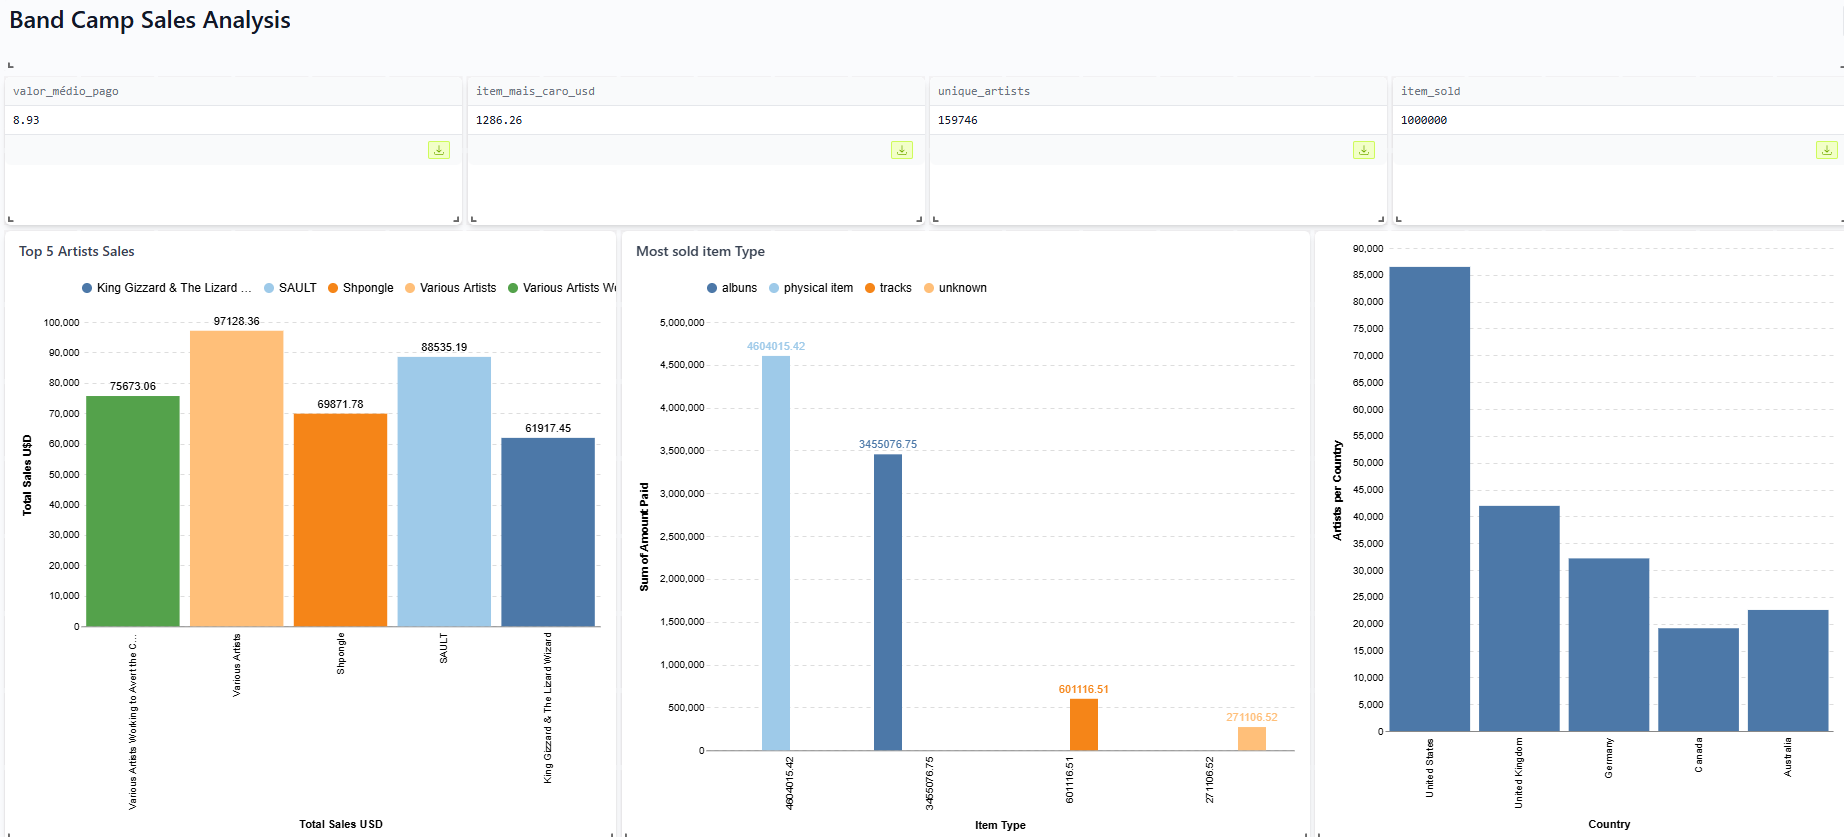 Band Camp Sales Analysis
valor_médio_pago
8.93
item_mais_caro_usd
1286.26
unique_artists
159746
item_sold
1000000
Top 5 Artists Sales
King Gizzard & The Lizard ... SAULT Shpongle Various Artists Various Artists Wo
Total Sales U$D
100,000
90,000
80,000
70,000
60,000
50,000
40,000
30,000
20,000
10,000
0
75673.06
97128.36
69871.78
88535.19
61917.45
Various Artists Working to Avert the C...
Various Artists
Shpongle
SAULT
King Gizzard & The Lizard Wizard
Total Sales USD
Most sold item Type
albuns physical item tracks unknown
Sum of Amount Paid
5,000,000
4,500,000
4,000,000
3,500,000
3,000,000
2,500,000
2,000,000
1,500,000
1,000,000
500,000
0
4604015.42
3455076.75
601116.51
271106.52
4604015.42
3455076.75
601116.51
271106.52
Item Type
Artists per Country
90,000
85,000
80,000
75,000
70,000
65,000
60,000
55,000
50,000
45,000
40,000
35,000
30,000
25,000
20,000
15,000
10,000
5,000
0
United States
United Kingdom
Germany
Canada
Australia
Country